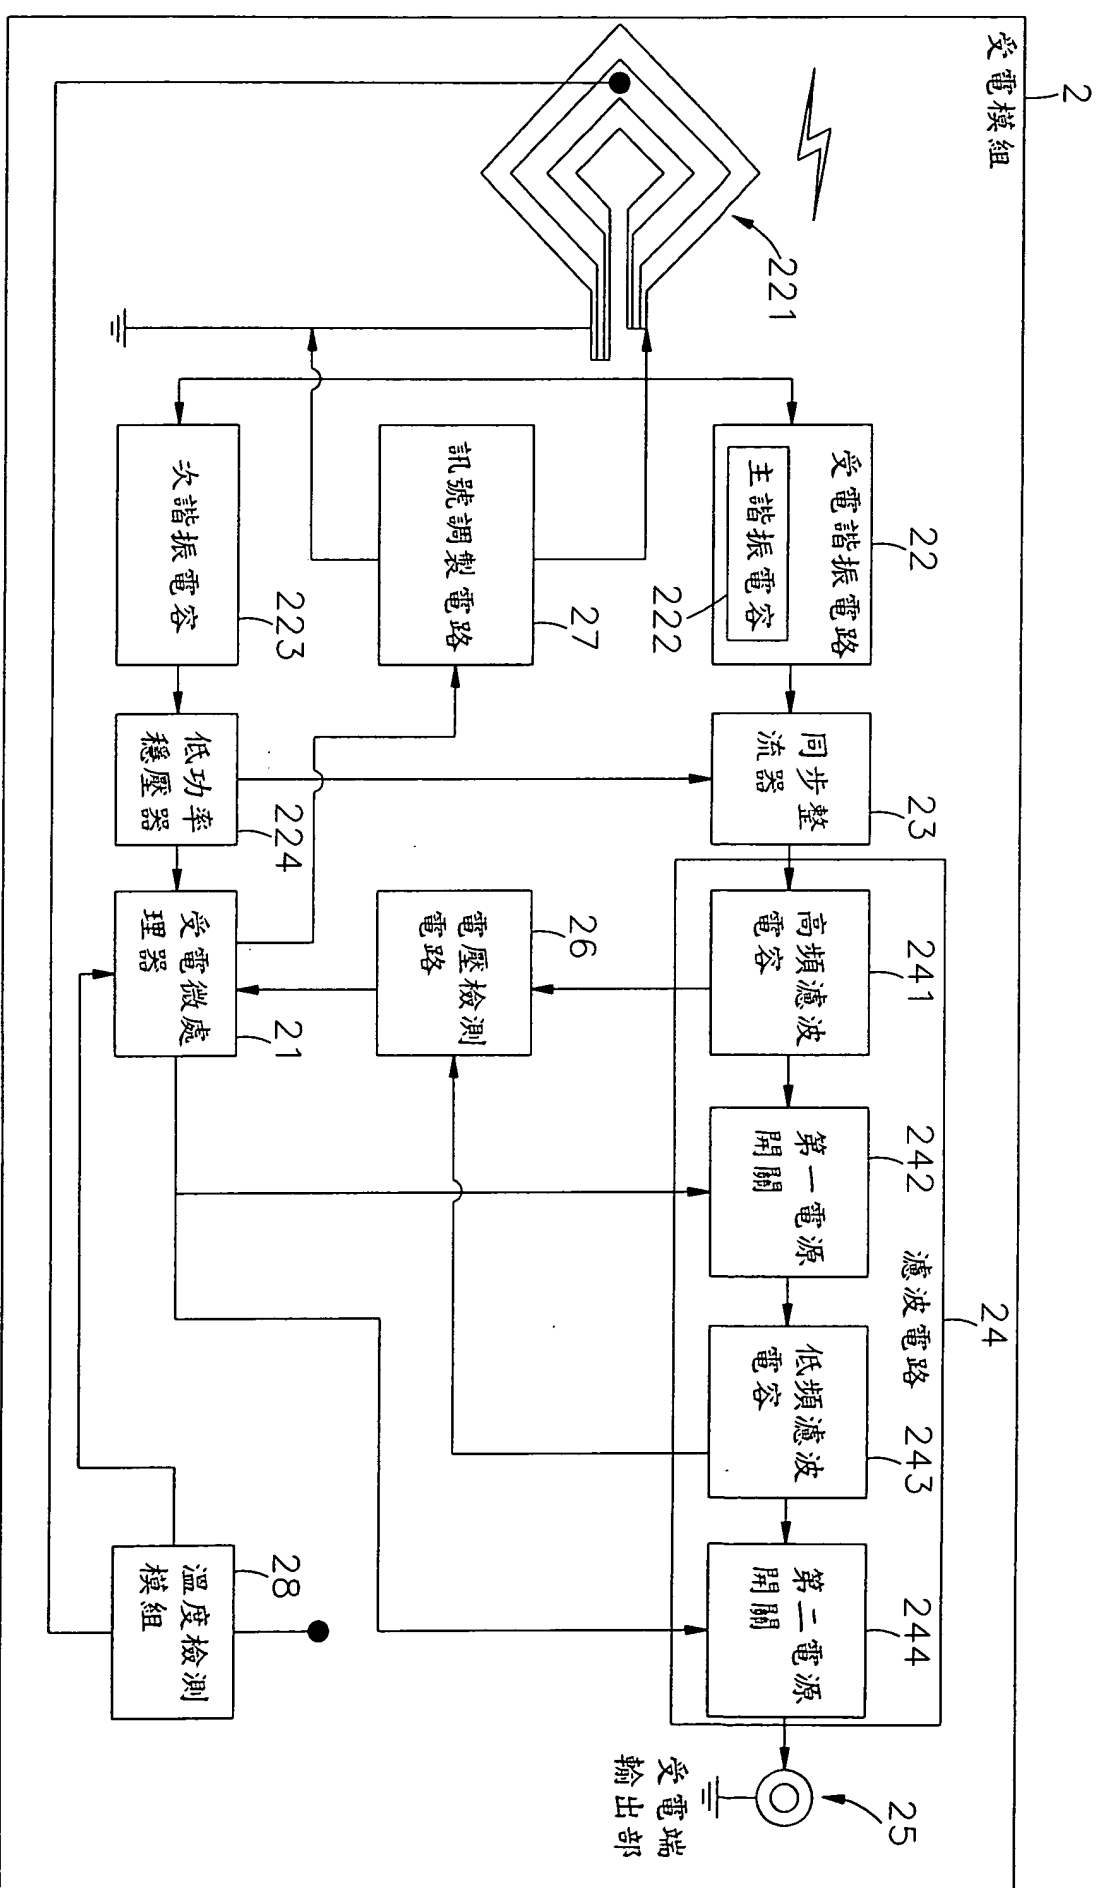 2
受電模組
221
22
受電諧振電路
主諧振電容
222
23
同步整
流器
24
濾波電路
241
高頻濾波
電容
242
第一電源
開關
243
低頻濾波
電容
244
第二電源
開關
25
受電端
輸出部
27
訊號調製電路
26
電壓檢測
電路
223
次諧振電容
224
低功率
穩壓器
21
受電微處
理器
28
溫度檢測
模組